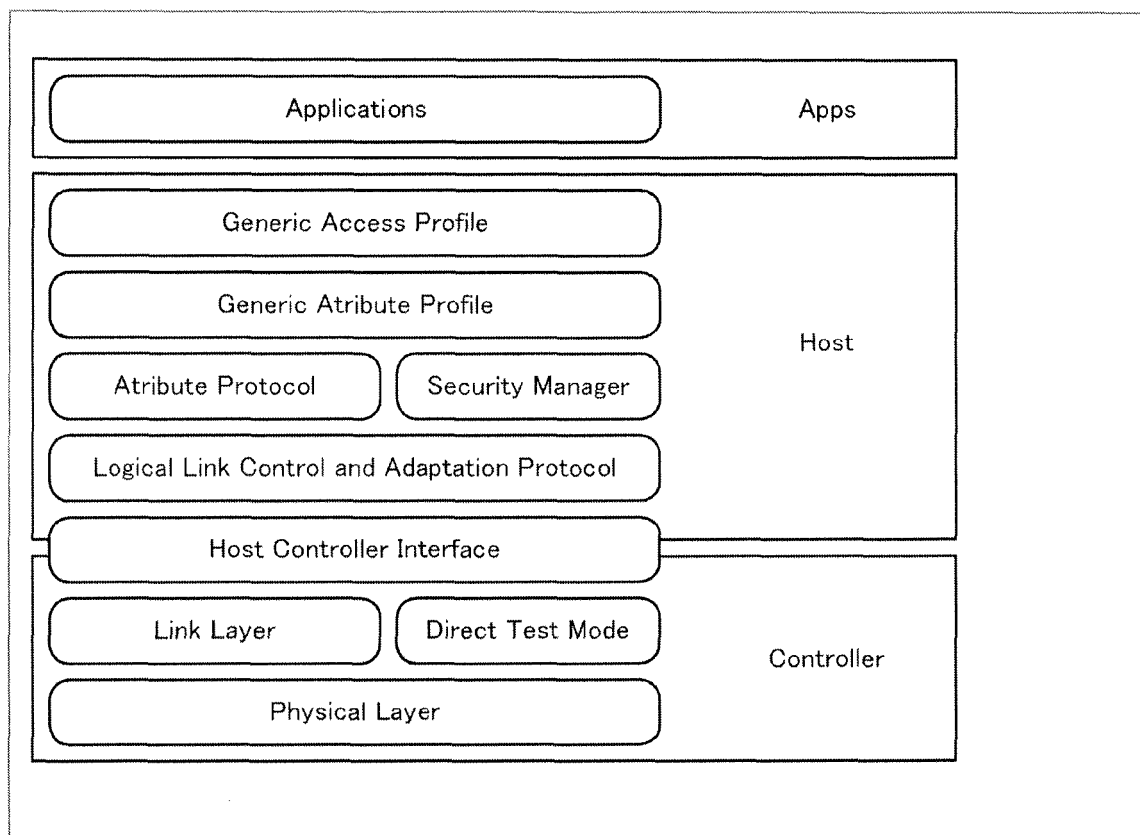 Applications
Apps
Generic Access Profile
Generic Atribute Profile
Host
Atribute Protocol
Security Manager
Logical Link Control and Adaptation Protocol
Host Controller Interface
Link Layer
Direct Test Mode
Controller
Physical Layer